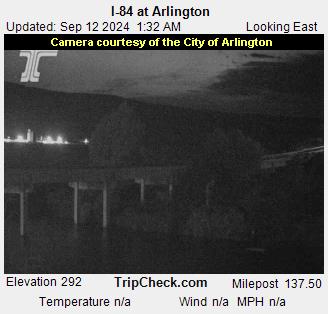 I-84 at Arlington
Updated: Sep 12 2024 1:32 AM Looking East
Camera courtesy of the City of Arlington
Elevation 292 TripCheck.com Milepost 137.50
Temperature n/a Wind n/a MPH n/a